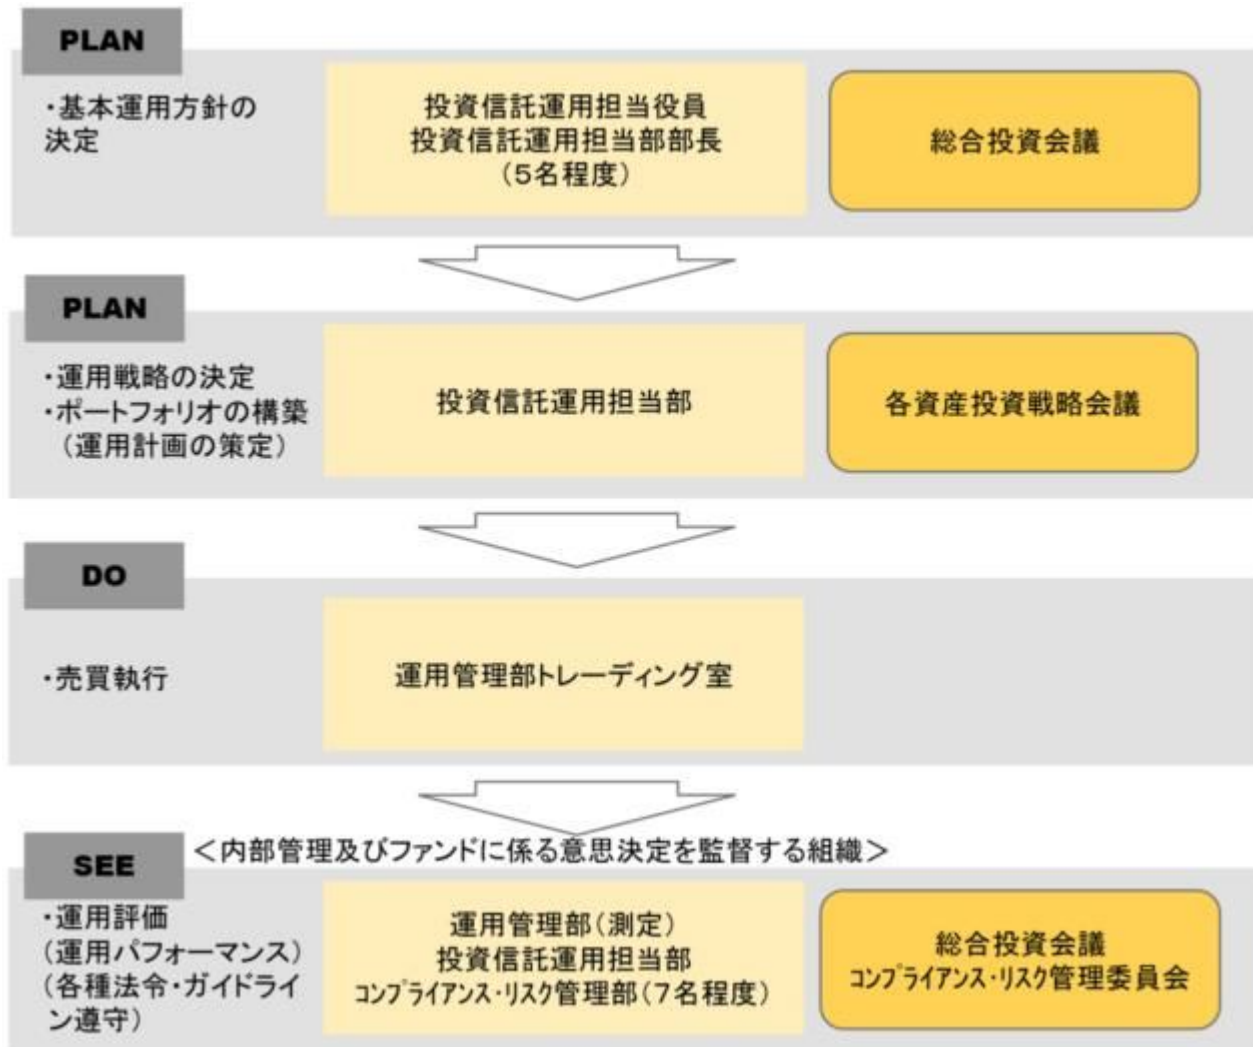 PLAN
・基本運用方針の
決定
投資信託運用担当役員
投資信託運用担当部部長
(5名程度)
総合投資会議
PLAN
・運用戦略の決定
・ポートフォリオの構築
(運用計画の策定)
投資信託運用担当部
各資産投資戦略会議
DO
・売買執行
運用管理部トレーディング室
SEE
<内部管理及びファンドに係る意思決定を監督する組織>
・運用評価
(運用パフォーマンス)
(各種法令・ガイドライ
ン遵守)
運用管理部(測定)
投資信託運用担当部
コンプライアンス・リスク管理部(7名程度)
総合投資会議
コンプライアンス・リスク管理委員会